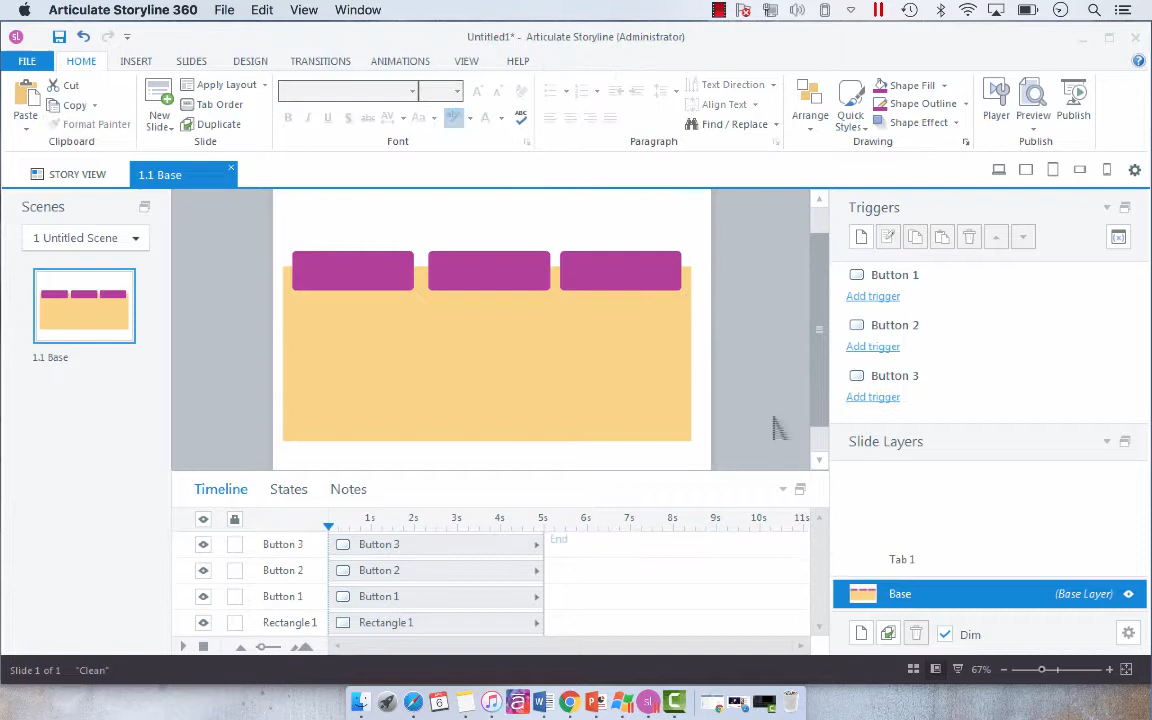 Articulate Storyline 360 File Edit View Window
Untitled1* - Articulate Storyline (Administrator)
FILE HOME INSERT SLIDES DESIGN TRANSITIONS ANIMATIONS VIEW HELP
Paste
Cut
Copy
Format Painter
Clipboard
New Slide
Apply Layout
Tab Order
Duplicate
Slide
Font
Text Direction
Align Text
Find / Replace
Paragraph
Arrange
Quick Styles
Shape Fill
Shape Outline
Shape Effect
Drawing
Player
Preview
Publish
Publish
STORY VIEW
1.1 Base
Scenes
1 Untitled Scene
1.1 Base
Triggers
Button 1
Add trigger
Button 2
Add trigger
Button 3
Add trigger
Slide Layers
Tab 1
Base (Base Layer)
Dim
Timeline States Notes
1s 2s 3s 4s 5s 6s 7s 8s 9s 10s 11s
Button 3 Button 3 End
Button 2 Button 2
Button 1 Button 1
Rectangle 1 Rectangle 1
Slide 1 of 1 "Clean" 67%